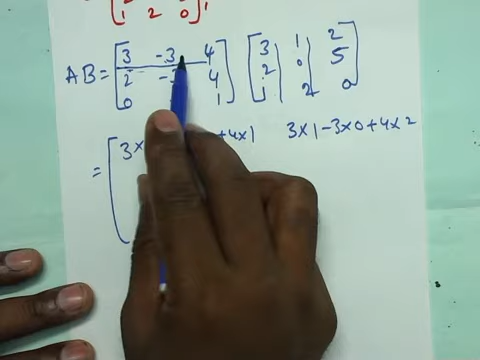 1 2 0
AB = [3 -3 4] [3 1 2]
2 -3 4 2 0 5
0 1 1 2 0
= [3× +4×1 3×1-3×0+4×2